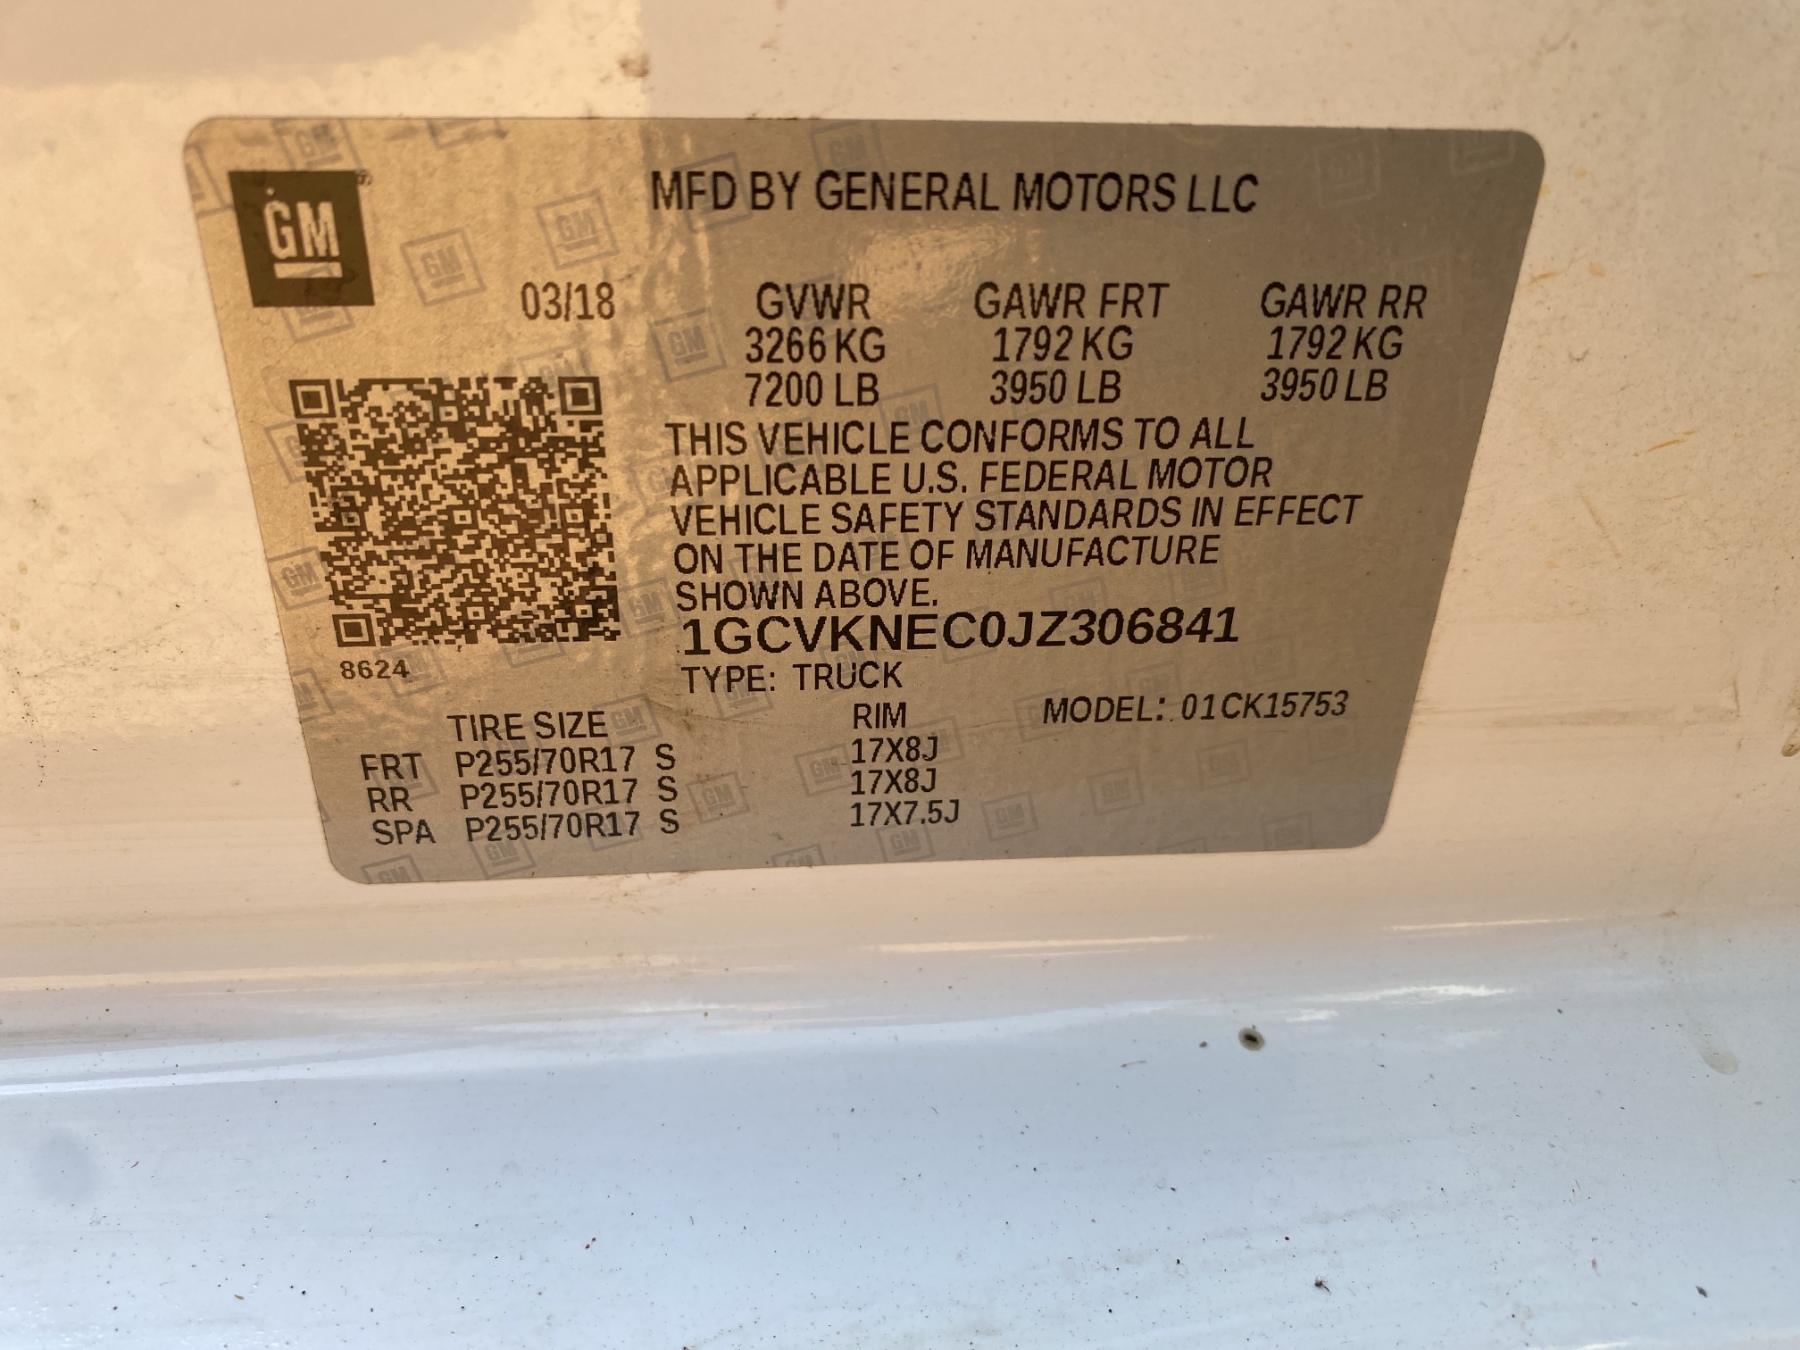 GM
MFD BY GENERAL MOTORS LLC
03/18 GVWR GAWR FRT GAWR RR
3266 KG 1792 KG 1792 KG
7200 LB 3950 LB 3950 LB
THIS VEHICLE CONFORMS TO ALL
APPLICABLE U.S. FEDERAL MOTOR
VEHICLE SAFETY STANDARDS IN EFFECT
ON THE DATE OF MANUFACTURE
SHOWN ABOVE.
1GCVKNEC0JZ306841
8624
TYPE: TRUCK
TIRE SIZE RIM MODEL: 01CK15753
FRT P255/70R17 S 17X8J
RR P255/70R17 S 17X8J
SPA P255/70R17 S 17X7.5J